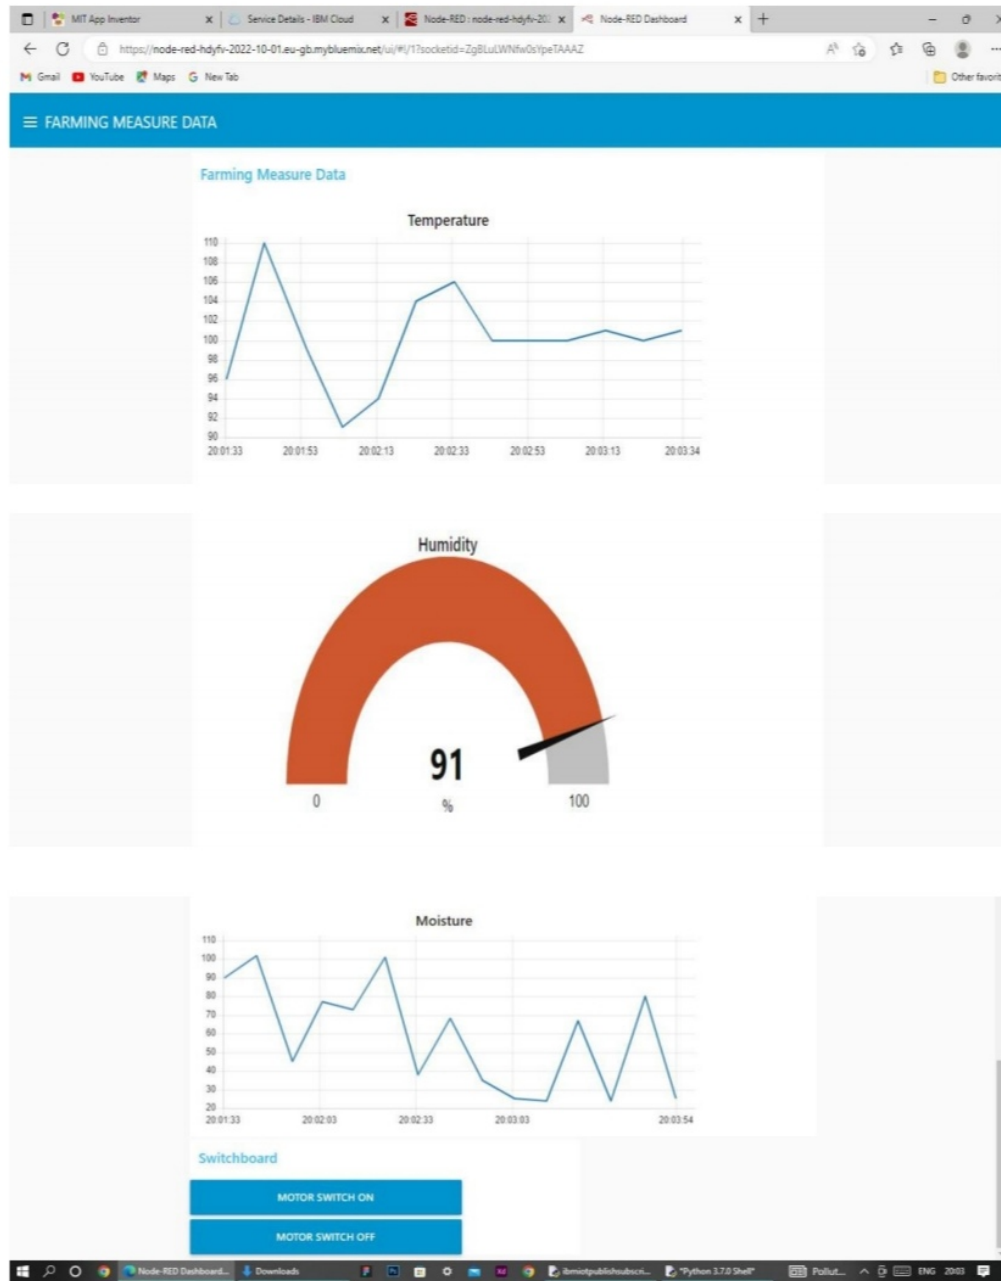 MIT App Inventor
Service Details - IBM Cloud
Node-RED : node-red-hdyfv-202
Node-RED Dashboard
https://node-red-hdyfv-2022-10-01.eu-gb.mybluemix.net/ui/#!/1?socketid=ZgBLuLWNfw0sYpeTAAAZ
Gmail YouTube Maps New Tab Other favorit
FARMING MEASURE DATA
Farming Measure Data
Temperature
110
108
106
104
102
100
98
96
94
92
90
20:01:33 20:01:53 20:02:13 20:02:33 20:02:53 20:03:13 20:03:34
Humidity
91
0 % 100
Moisture
110
100
90
80
70
60
50
40
30
20
20:01:33 20:02:03 20:02:33 20:03:03 20:03:54
Switchboard
MOTOR SWITCH ON
MOTOR SWITCH OFF
Node-RED Dashboard... Downloads ibmiotpublishsubscri... *Python 3.7.0 Shell* Pollut... ENG 2003